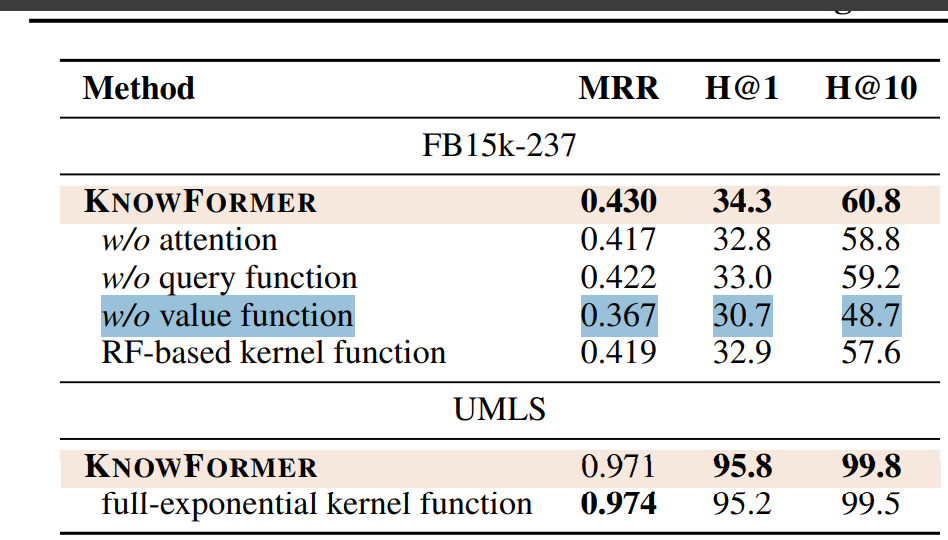 Method MRR H@1 H@10
FB15k-237
KNOWFORMER 0.430 34.3 60.8
w/o attention 0.417 32.8 58.8
w/o query function 0.422 33.0 59.2
w/o value function 0.367 30.7 48.7
RF-based kernel function 0.419 32.9 57.6
UMLS
KNOWFORMER 0.971 95.8 99.8
full-exponential kernel function 0.974 95.2 99.5